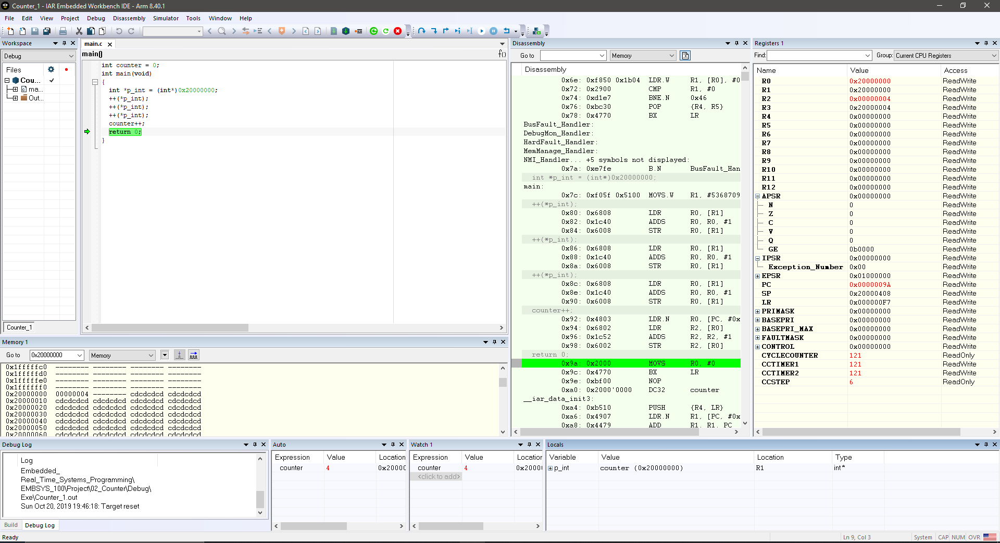 Counter_1 - IAR Embedded Workbench IDE - Arm 8.40.1
File Edit View Project Debug Disassembly Simulator Tools Window Help
Workspace
Debug
Files
Cou...
ma...
Out...
Counter_1
main.c
main()
f()
int counter = 0;
int main(void)
{
int *p_int = (int*)0x20000000;
++(*p_int);
++(*p_int);
++(*p_int);
counter++;
return 0;
}
Disassembly
Go to Memory
Disassembly
0x6e: 0xf850 0x1b04 LDR.W R1, [R0], #0
0x72: 0x2900 CMP R1, #0
0x74: 0xd1e7 BNE.N 0x46
0x76: 0xbc30 POP {R4, R5}
0x78: 0x4770 BX LR
BusFault_Handler:
DebugMon_Handler:
HardFault_Handler:
MemManage_Handler:
NMI_Handler... +5 symbols not displayed:
0x7a: 0xe7fe B.N BusFault_Han
int *p_int = (int*)0x20000000;
main:
0x7c: 0xf05f 0x5100 MOVS.W R1, #5368709
++(*p_int);
0x80: 0x6808 LDR R0, [R1]
0x82: 0x1c40 ADDS R0, R0, #1
0x84: 0x6008 STR R0, [R1]
++(*p_int);
0x86: 0x6808 LDR R0, [R1]
0x88: 0x1c40 ADDS R0, R0, #1
0x8a: 0x6008 STR R0, [R1]
++(*p_int);
0x8c: 0x6808 LDR R0, [R1]
0x8e: 0x1c40 ADDS R0, R0, #1
0x90: 0x6008 STR R0, [R1]
counter++;
0x92: 0x4803 LDR.N R0, [PC, #0x
0x94: 0x6802 LDR R2, [R0]
0x96: 0x1c52 ADDS R2, R2, #1
0x98: 0x6002 STR R2, [R0]
return 0;
0x9a: 0x2000 MOVS R0, #0
0x9c: 0x4770 BX LR
0x9e: 0xbf00 NOP
0xa0: 0x2000'0000 DC32 counter
__iar_data_init3:
0xa4: 0xb510 PUSH {R4, LR}
0xa6: 0x4907 LDR.N R1, [PC, #0x
0xa8: 0x4479 ADD R1, R1, PC
Registers 1
Find: Group: Current CPU Registers
Name Value Access
R0 0x20000000 ReadWrite
R1 0x20000000 ReadWrite
R2 0x00000004 ReadWrite
R3 0x20000004 ReadWrite
R4 0x00000000 ReadWrite
R5 0x00000000 ReadWrite
R6 0x00000000 ReadWrite
R7 0x00000000 ReadWrite
R8 0x00000000 ReadWrite
R9 0x00000000 ReadWrite
R10 0x00000000 ReadWrite
R11 0x00000000 ReadWrite
R12 0x00000000 ReadWrite
APSR 0x00000000 ReadWrite
N 0 ReadWrite
Z 0 ReadWrite
C 0 ReadWrite
V 0 ReadWrite
Q 0 ReadWrite
GE 0b0000 ReadWrite
IPSR 0x00000000 ReadWrite
Exception_Number 0x00 ReadWrite
EPSR 0x01000000 ReadWrite
PC 0x0000009A ReadWrite
SP 0x20000408 ReadWrite
LR 0x000000F7 ReadWrite
PRIMASK 0x00000000 ReadWrite
BASEPRI 0x00000000 ReadWrite
BASEPRI_MAX 0x00000000 ReadWrite
FAULTMASK 0x00000000 ReadWrite
CONTROL 0x00000000 ReadWrite
CYCLECOUNTER 121 ReadOnly
CCTIMER1 121 ReadWrite
CCTIMER2 121 ReadWrite
CCSTEP 6 ReadOnly
Memory 1
Go to 0x20000000 Memory
0x1fffffc0 -------- -------- -------- --------
0x1fffffd0 -------- -------- -------- --------
0x1fffffe0 -------- -------- -------- --------
0x1ffffff0 -------- -------- -------- --------
0x20000000 00000004 -------- cdcdcdcd cdcdcdcd
0x20000010 cdcdcdcd cdcdcdcd cdcdcdcd cdcdcdcd
0x20000020 cdcdcdcd cdcdcdcd cdcdcdcd cdcdcdcd
0x20000030 cdcdcdcd cdcdcdcd cdcdcdcd cdcdcdcd
0x20000040 cdcdcdcd cdcdcdcd cdcdcdcd cdcdcdcd
0x20000050 cdcdcdcd cdcdcdcd cdcdcdcd cdcdcdcd
0x20000060 cdcdcdcd cdcdcdcd cdcdcdcd cdcdcdcd
Debug Log
Log
Embedded_
Real_Time_Systems_Programming\
EMBSYS_100\Project\02_Counter\Debug\
Exe\Counter_1.out
Sun Oct 20, 2019 19:46:18: Target reset
Build Debug Log
Auto
Expression Value Location
counter 4 0x2000C
Watch 1
Expression Value Location
counter 4 0x2000(
<click to add>
Locals
Variable Value Location Type
p_int counter (0x20000000) R1 int*
Ready
Ln 9, Col 3 System CAP NUM OVR